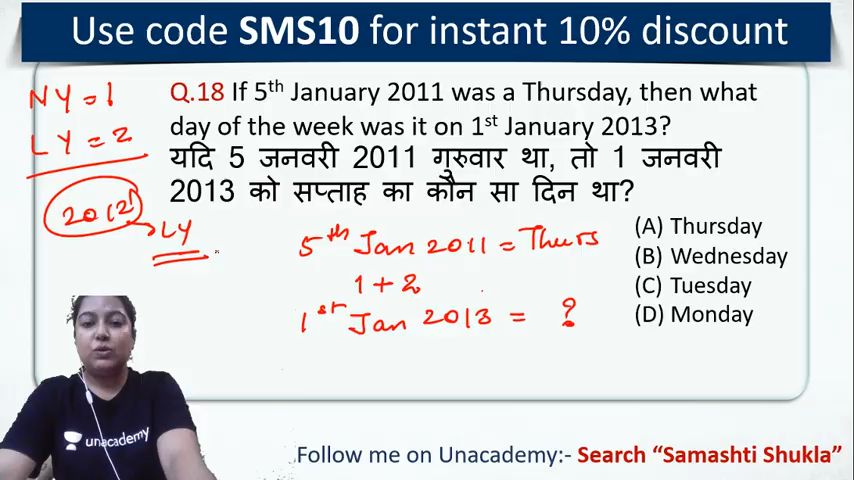 Use code SMS10 for instant 10% discount
NY = 1
LY = 2
2012
LY
Q.18 If 5th January 2011 was a Thursday, then what
day of the week was it on 1st January 2013?
यदि 5 जनवरी 2011 गुरुवार था, तो 1 जनवरी
2013 को सप्ताह का कौन सा दिन था?
5th Jan 2011 = Thurs
1 + 2
1st Jan 2013 = ?
(A) Thursday
(B) Wednesday
(C) Tuesday
(D) Monday
unacademy
Follow me on Unacademy:- Search “Samashti Shukla”